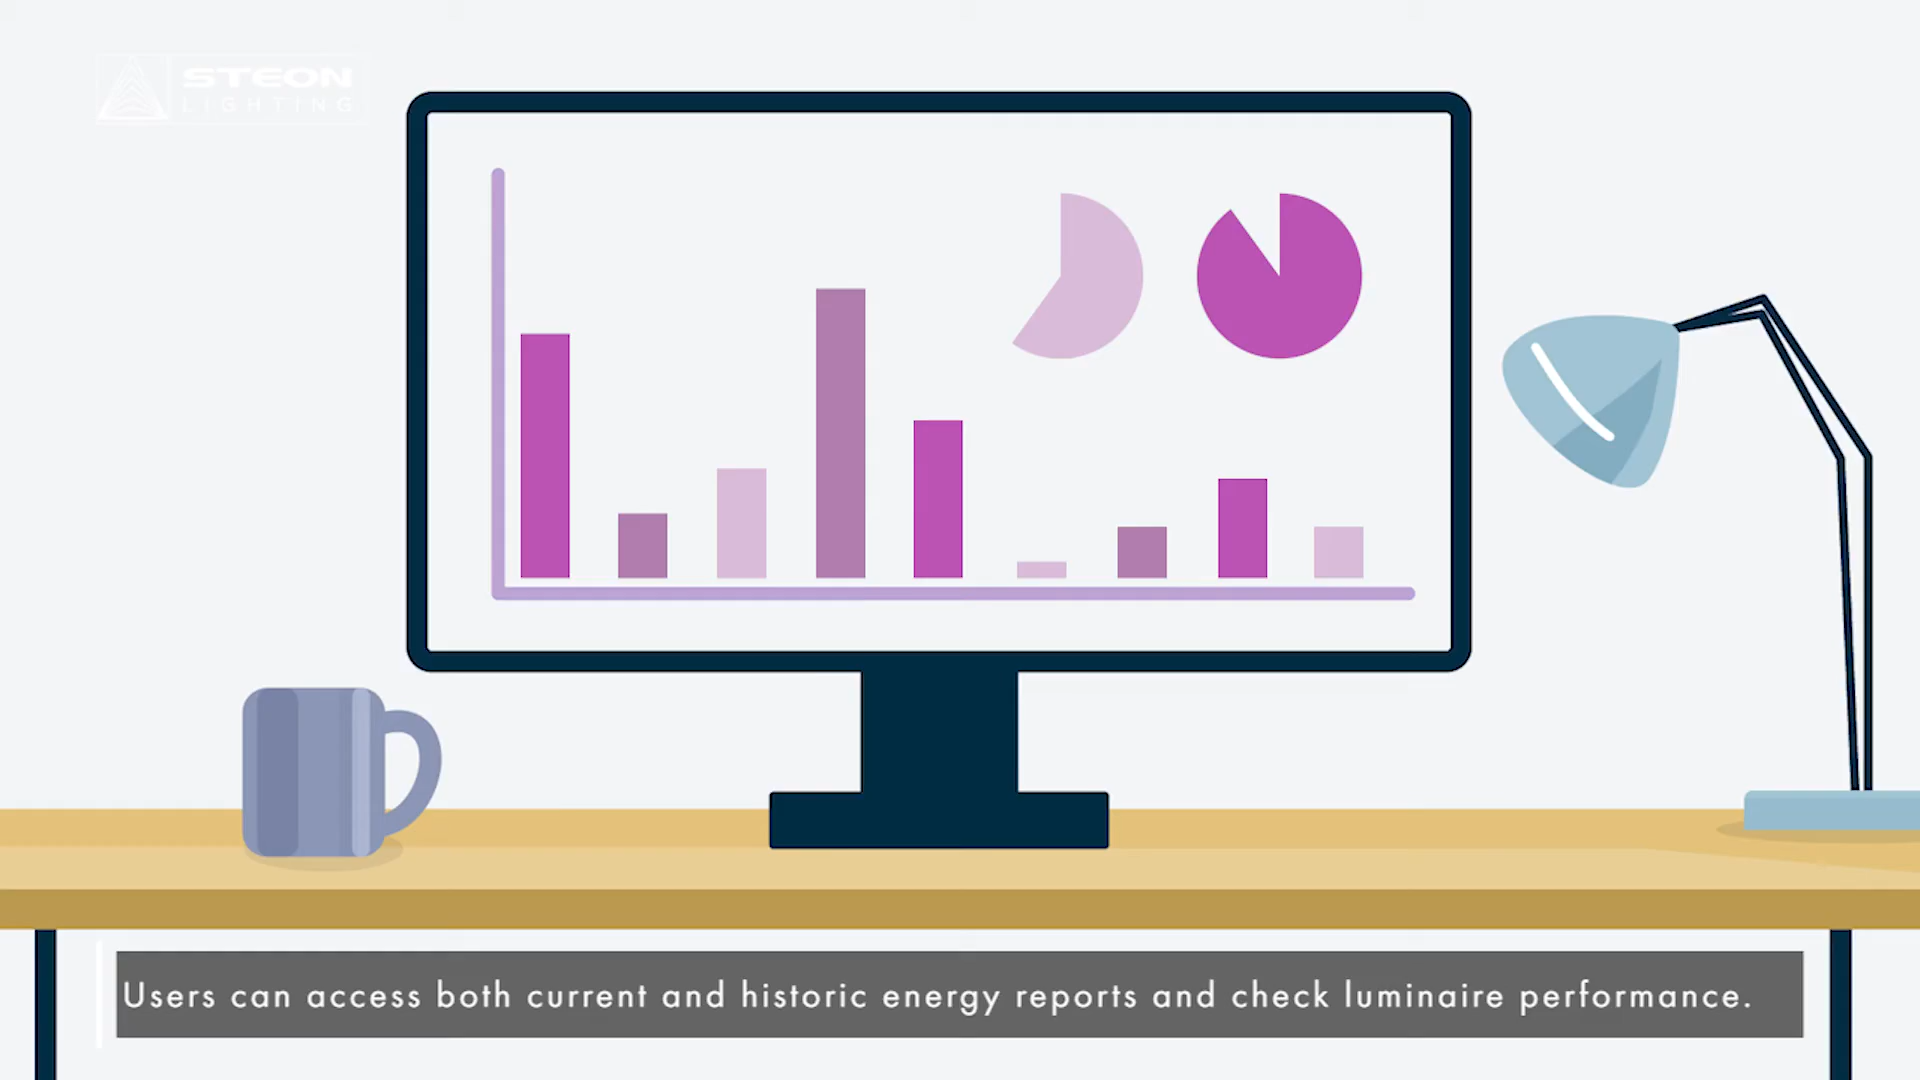 STEON
LIGHTING
Users can access both current and historic energy reports and check luminaire performance.